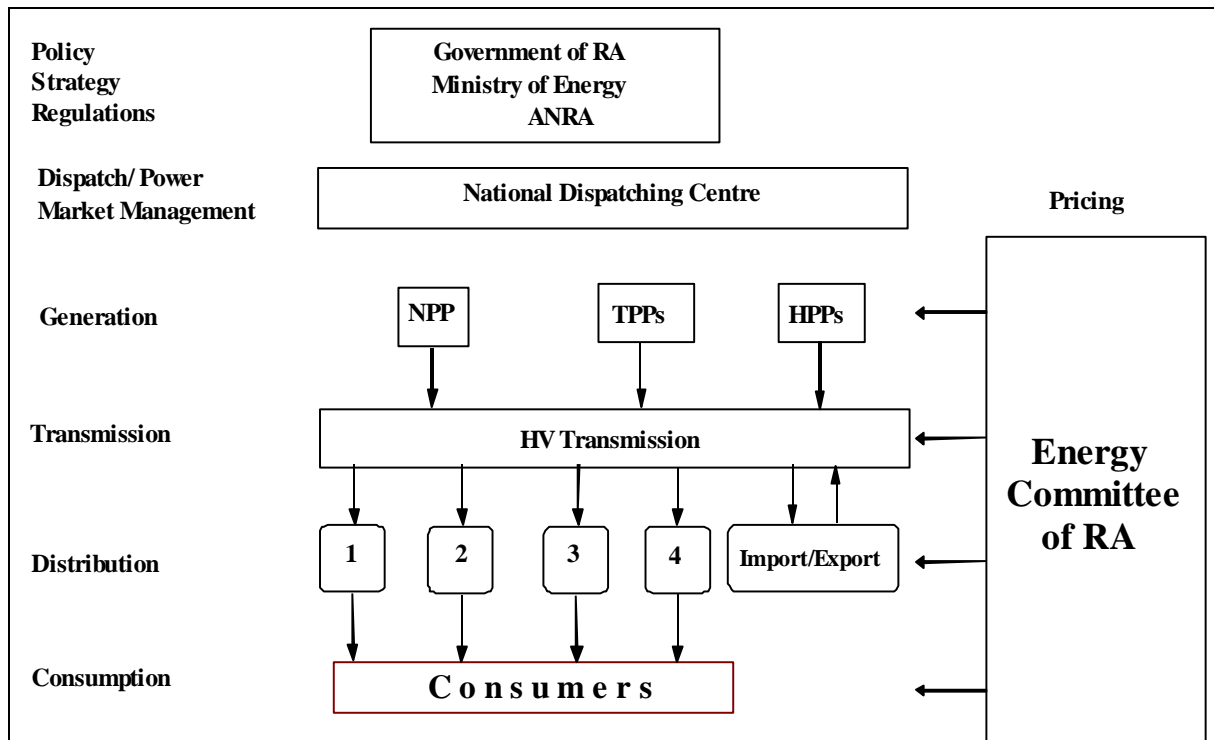 Policy
Strategy
Regulations
Government of RA
Ministry of Energy
ANRA
Dispatch/ Power
Market Management
National Dispatching Centre
Pricing
Generation
NPP
TPPs
HPPs
Transmission
HV Transmission
Energy
Committee
of RA
Distribution
1
2
3
4
Import/Export
Consumption
Consumers